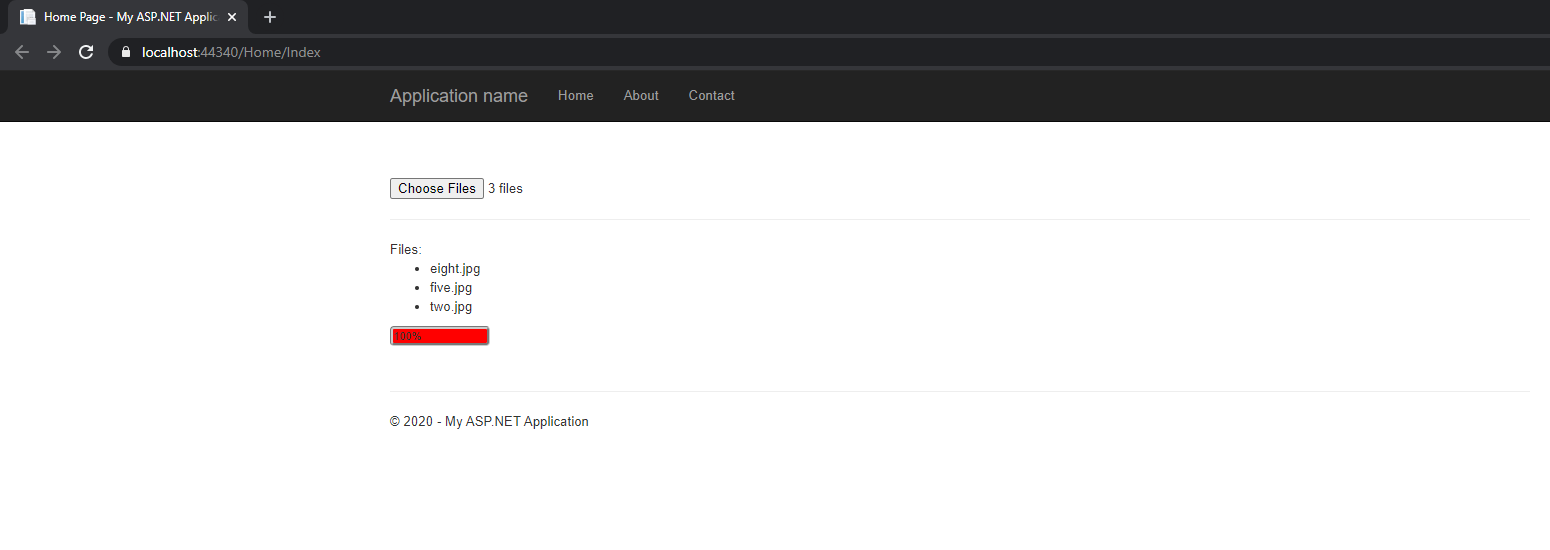 Home Page - My ASP.NET Applic
localhost:44340/Home/Index
Application name Home About Contact
Choose Files 3 files
Files:
eight.jpg
five.jpg
two.jpg
100%
© 2020 - My ASP.NET Application